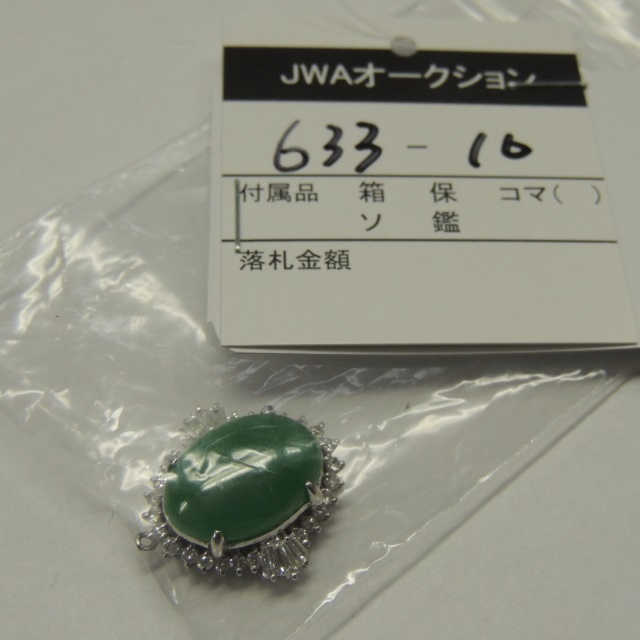 JWAオークション
633-10
付属品 箱 保 コマ( )
ソ 鑑
落札金額